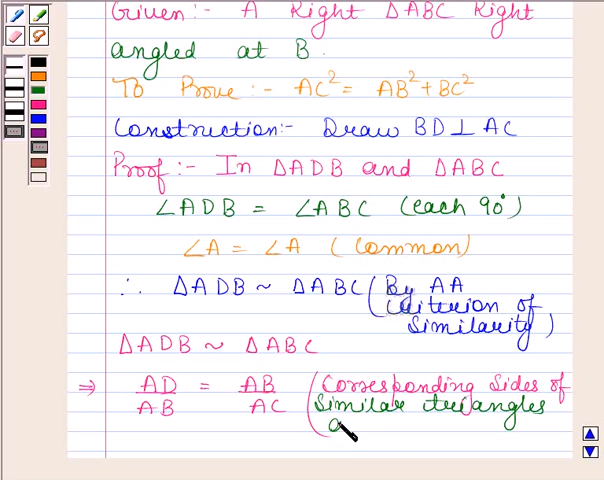 Given:- A Right ΔABC Right
angled at B.
To Prove:- AC² = AB² + BC²
Construction:- Draw BD⊥AC
Proof:- In ΔADB and ΔABC
∠ADB = ∠ABC (each 90°)
∠A = ∠A (Common)
∴ ΔADB ~ ΔABC (By AA
Criterion of
Similarity)
ΔADB ~ ΔABC
⇒ AD/AB = AB/AC (Corresponding Sides of
Similar triangles
a